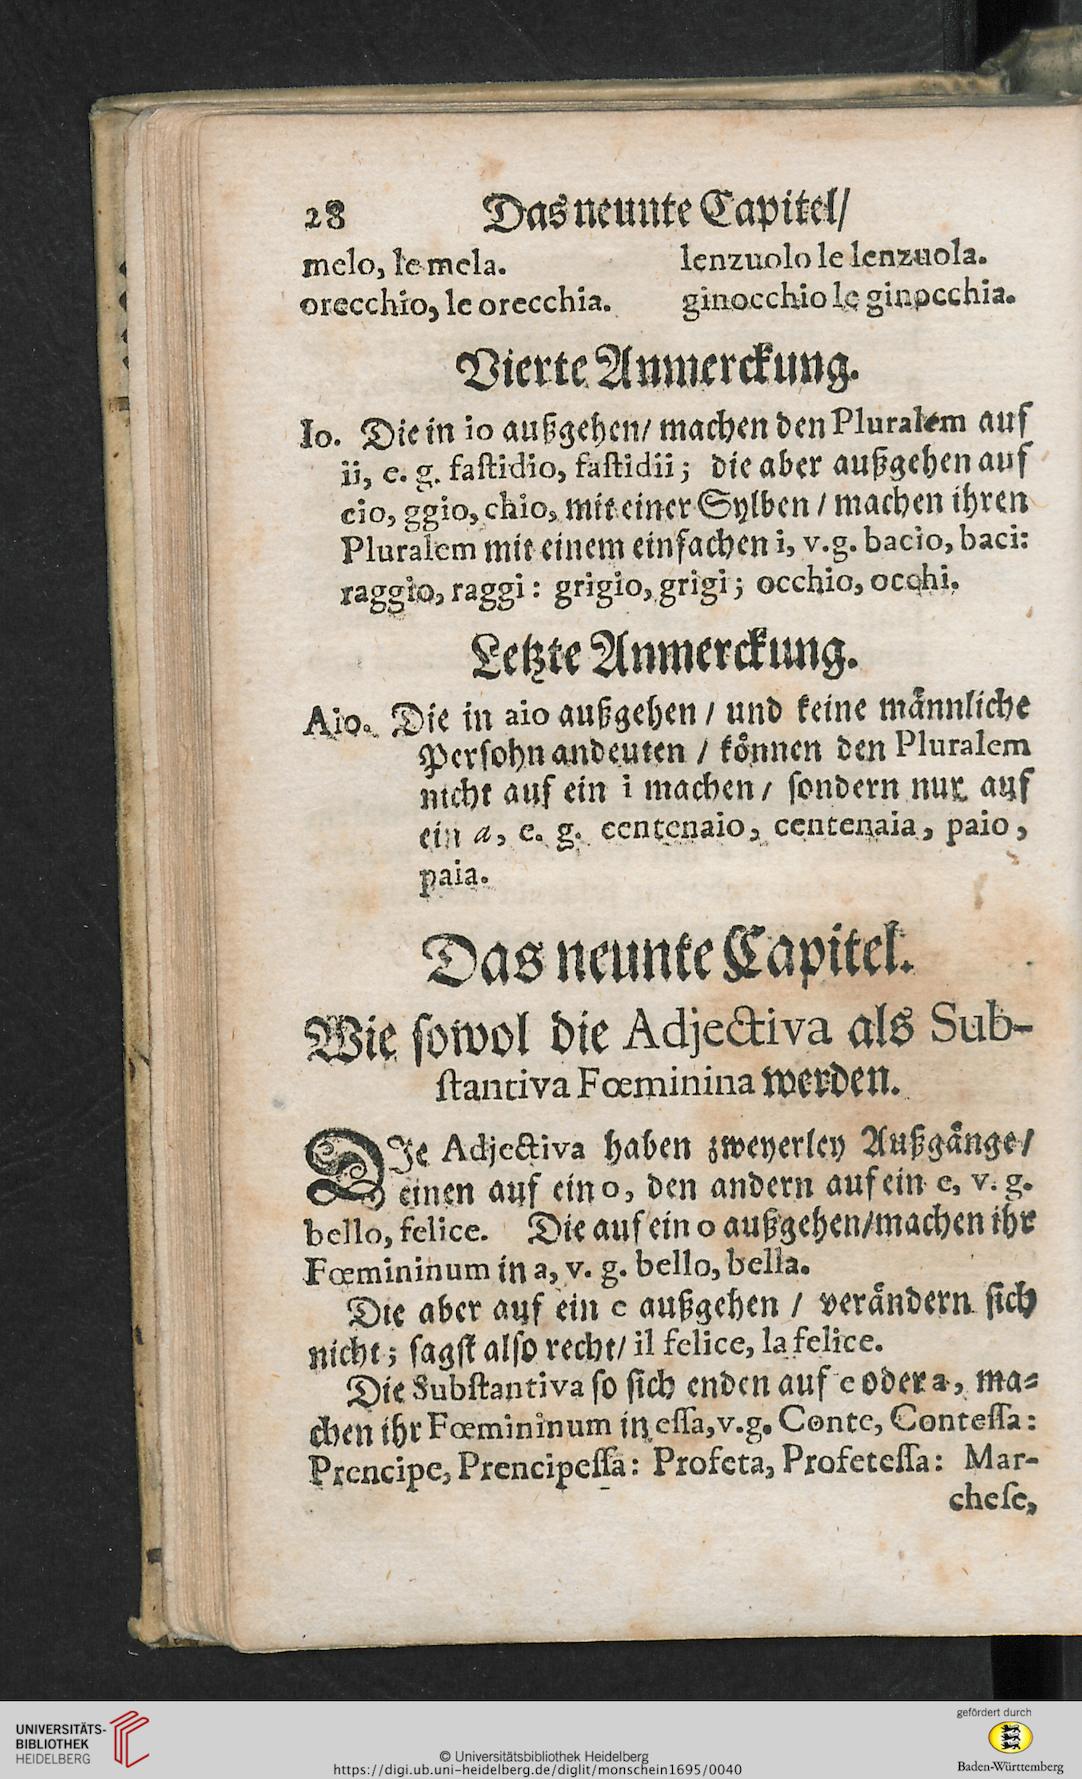 28 Das neunte Capitel/
melo, le mela. lenzuolo le lenzuola.
orecchio, le orecchia. ginocchio le ginocchia.
Vierte Anmerckung.
Io. Die in io außgehen/ machen den Pluralem auf
ii, e. g. faſtidio, faſtidii; die aber außgehen auf
cio, ggio, chio, mit einer Sylben / machen ihren
Pluralem mit einem einfachen i, v. g. bacio, baci:
raggio, raggi: grigio, grigi; occhio, occhi.
Letzte Anmerckung.
Aio. Die in aio außgehen / und keine männliche
Perſohn andeuten / können den Pluralem
nicht auf ein i machen / ſondern nur auf
ein a, e. g. centenaio, centenaia, paio,
paia.
Das neunte Capitel.
Wie ſowol die Adjectiva als Sub-
ſtantiva Fœminina werden.
DIe Adjectiva haben zweyerley Außgänge/
einen auf ein o, den andern auf ein e, v. g.
bello, felice. Die auf ein o außgehen/machen ihr
Fœmininum in a, v. g. bello, bella.
Die aber auf ein e außgehen / verändern ſich
nicht; ſagſt alſo recht/ il felice, la felice.
Die Subſtantiva ſo ſich enden auf e oder a, ma-
chen ihr Fœmininum in eſſa, v. g. Conte, Conteſſa:
Prencipe, Prencipeſſa: Profeta, Profeteſſa: Mar-
cheſe,
UNIVERSITÄTS-
BIBLIOTHEK
HEIDELBERG
© Universitätsbibliothek Heidelberg
https://digi.ub.uni-heidelberg.de/diglit/monschein1695/0040
gefördert durch
Baden-Württemberg